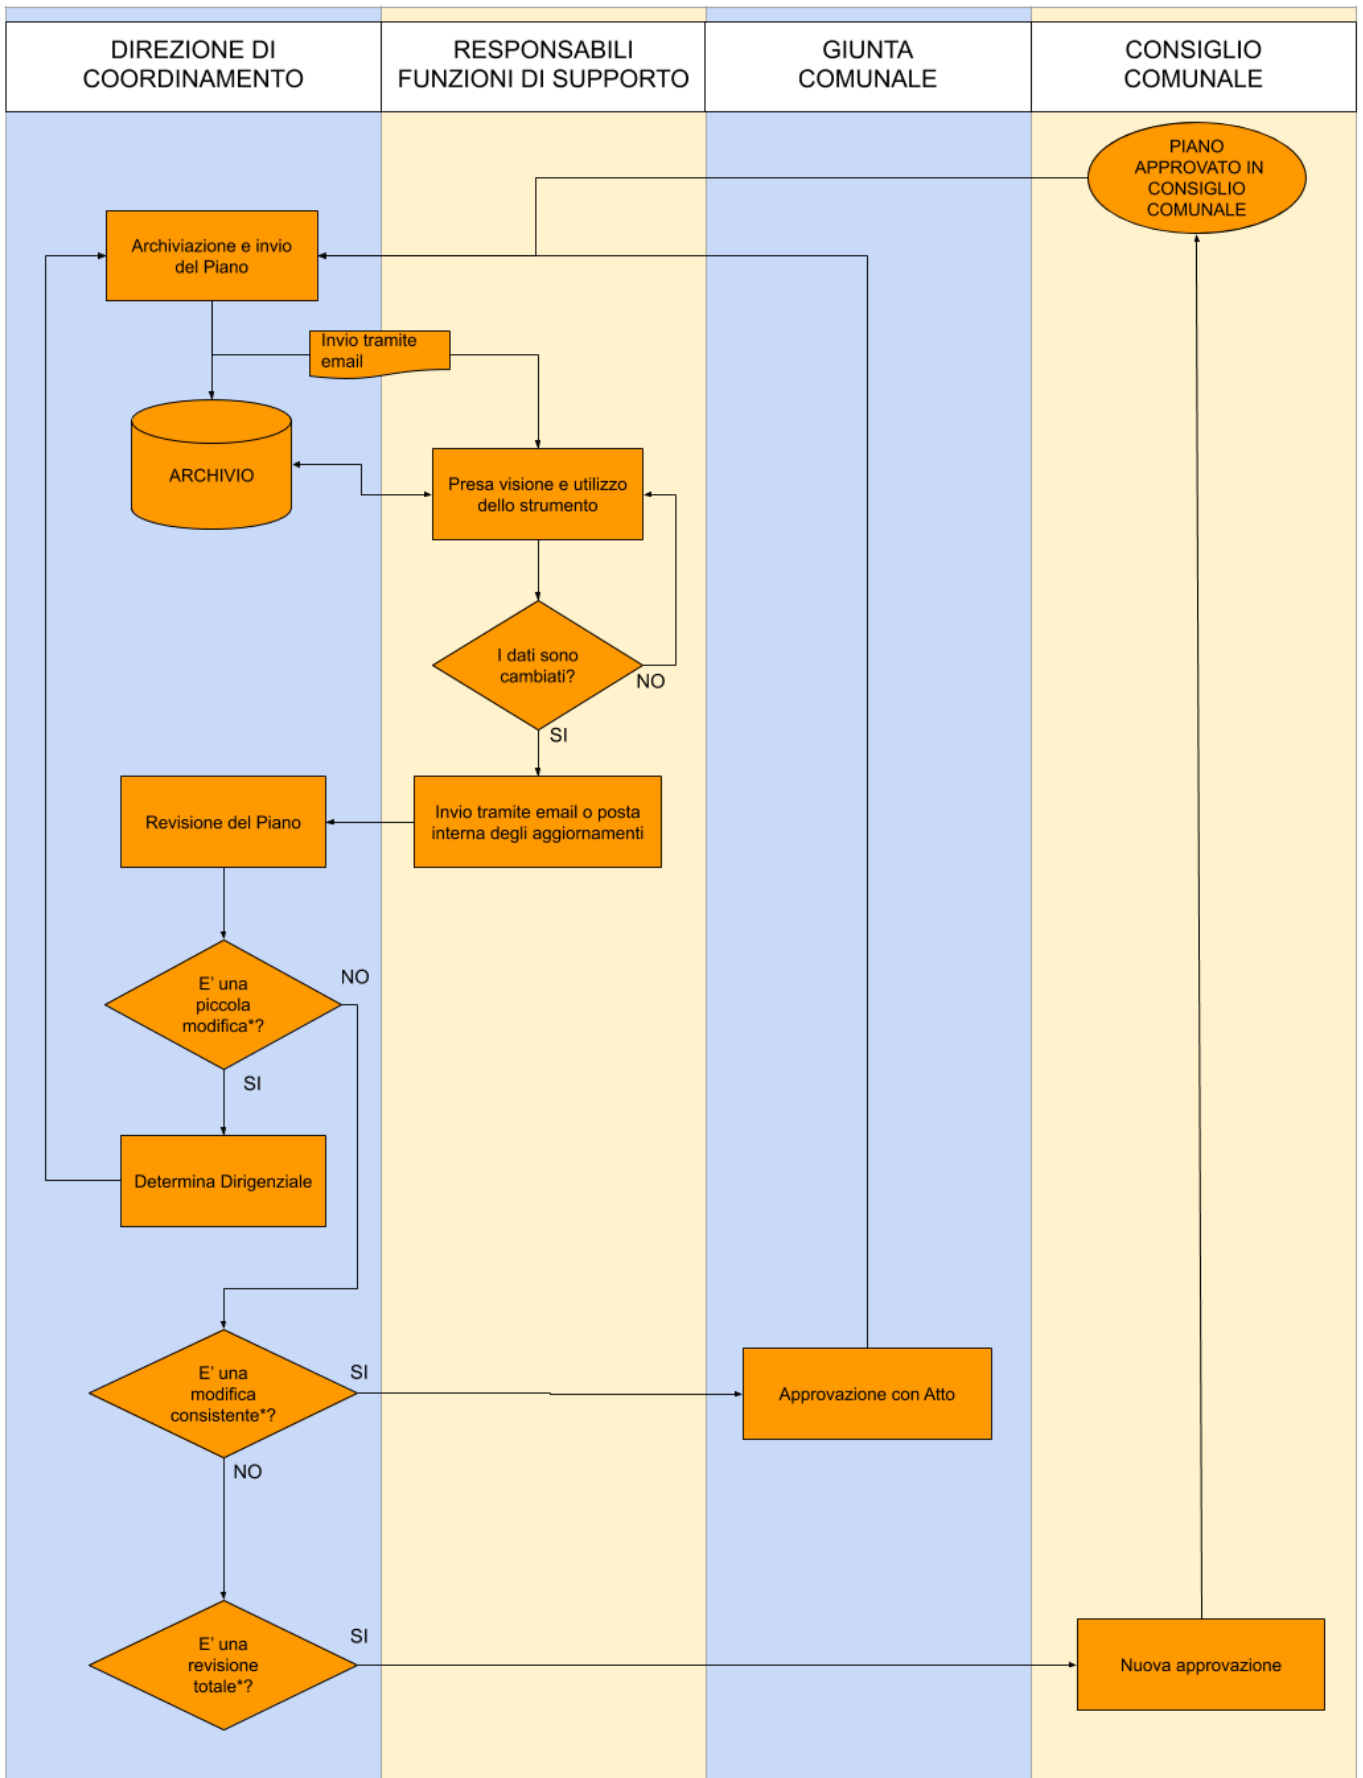 DIREZIONE DI
COORDINAMENTO
RESPONSABILI
FUNZIONI DI SUPPORTO
GIUNTA
COMUNALE
CONSIGLIO
COMUNALE
PIANO
APPROVATO IN
CONSIGLIO
COMUNALE
Archiviazione e invio
del Piano
Invio tramite
email
ARCHIVIO
Presa visione e utilizzo
dello strumento
I dati sono
cambiati?
NO
SI
Invio tramite email o posta
interna degli aggiornamenti
Revisione del Piano
E' una
piccola
modifica*?
NO
SI
Determina Dirigenziale
E' una
modifica
consistente*?
SI
NO
Approvazione con Atto
E' una
revisione
totale*?
SI
Nuova approvazione